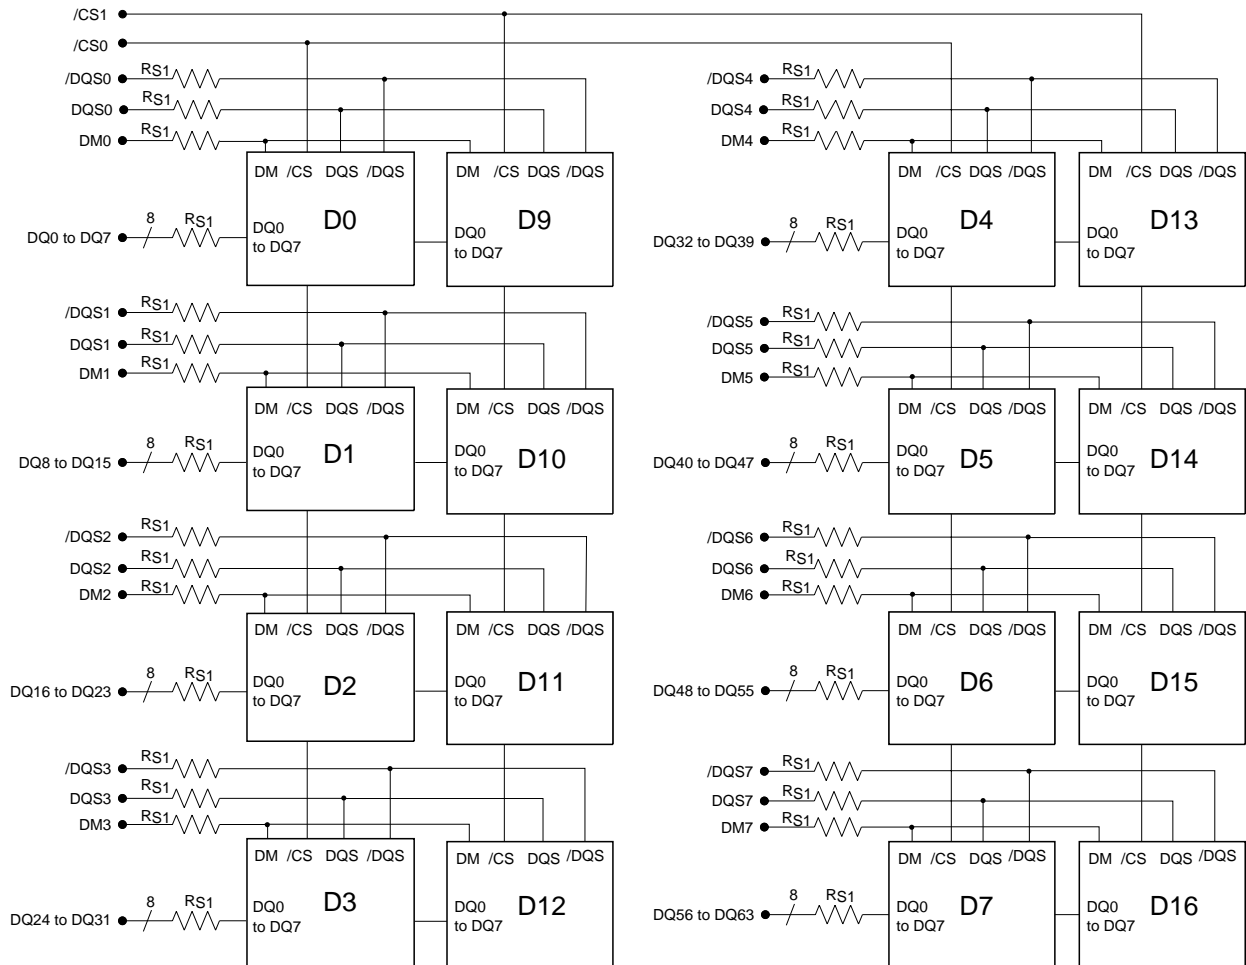 /CS1
/CS0
/DQS0 RS1
DQS0 RS1
DM0 RS1
DM /CS DQS /DQS
D0
DQ0 to DQ7 8 RS1
DQ0
to DQ7
/CS DQS /DQS
DM
D9
DQ0
to DQ7
/DQS4 RS1
DQS4 RS1
DM4 RS1
DM /CS DQS /DQS
D4
DQ32 to DQ39 8 RS1
DQ0
to DQ7
DM /CS DQS /DQS
D13
DQ0
to DQ7
/DQS1 RS1
DQS1 RS1
DM1 RS1
DM /CS DQS /DQS
D1
DQ8 to DQ15 8 RS1
DQ0
to DQ7
DM /CS DQS /DQS
D10
DQ0
to DQ7
/DQS5 RS1
DQS5 RS1
DM5 RS1
DM /CS DQS /DQS
D5
DQ40 to DQ47 8 RS1
DQ0
to DQ7
DM /CS DQS /DQS
D14
DQ0
to DQ7
/DQS2 RS1
DQS2 RS1
DM2 RS1
DM /CS DQS /DQS
D2
DQ16 to DQ23 8 RS1
DQ0
to DQ7
DM /CS DQS /DQS
D11
DQ0
to DQ7
/DQS6 RS1
DQS6 RS1
DM6 RS1
DM /CS DQS /DQS
D6
DQ48 to DQ55 8 RS1
DQ0
to DQ7
DM /CS DQS /DQS
D15
DQ0
to DQ7
/DQS3 RS1
DQS3 RS1
DM3 RS1
DM /CS DQS /DQS
D3
DQ24 to DQ31 8 RS1
DQ0
to DQ7
DM /CS DQS /DQS
D12
DQ0
to DQ7
/DQS7 RS1
DQS7 RS1
DM7 RS1
DM /CS DQS /DQS
D7
DQ56 to DQ63 8 RS1
DQ0
to DQ7
DM /CS DQS /DQS
D16
DQ0
to DQ7